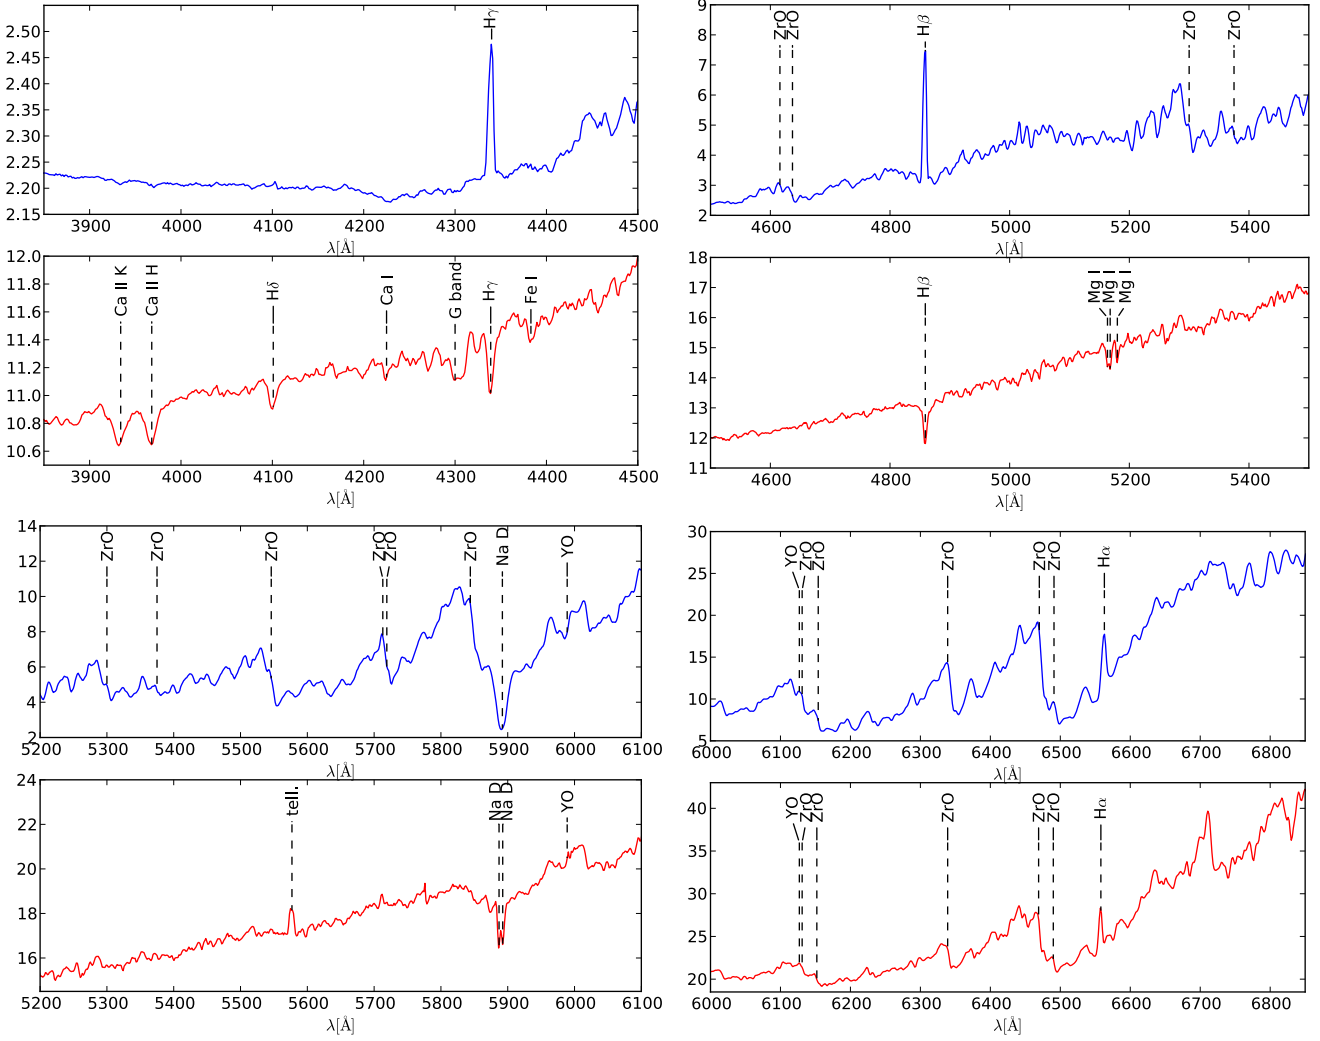 2.50
2.45
2.40
2.35
2.30
2.25
2.20
2.15
Hγ
3900 4000 4100 4200 4300 4400 4500
λ[Å]
9
8
7
6
5
4
3
2
ZrO ZrO Hβ ZrO ZrO
4600 4800 5000 5200 5400
λ[Å]
12.0
11.8
11.6
11.4
11.2
11.0
10.8
10.6
Ca II K Ca II H Hδ Ca I G band Hγ Fe I
3900 4000 4100 4200 4300 4400 4500
λ[Å]
18
17
16
15
14
13
12
11
Hβ Mg I Mg I Mg I
4600 4800 5000 5200 5400
λ[Å]
14
12
10
8
6
4
2
ZrO ZrO ZrO ZrO ZrO ZrO Na D YO
5200 5300 5400 5500 5600 5700 5800 5900 6000 6100
λ[Å]
30
25
20
15
10
5
YO ZrO ZrO ZrO ZrO ZrO Hα
6000 6100 6200 6300 6400 6500 6600 6700 6800
λ[Å]
24
22
20
18
16
tell. Na D Na D YO
5200 5300 5400 5500 5600 5700 5800 5900 6000 6100
λ[Å]
40
35
30
25
20
YO ZrO ZrO ZrO ZrO ZrO Hα
6000 6100 6200 6300 6400 6500 6600 6700 6800
λ[Å]